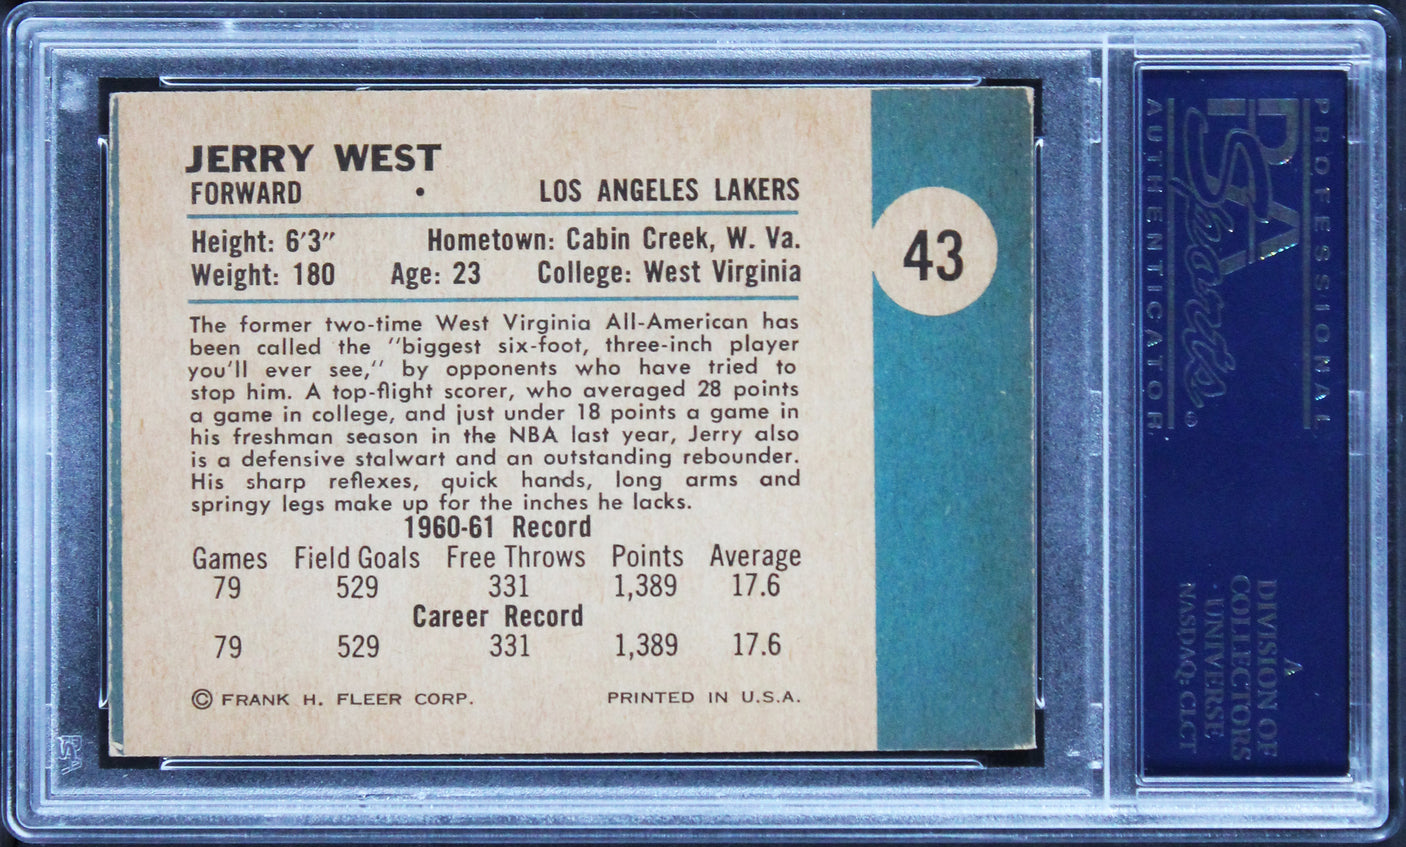 JERRY WEST
FORWARD • LOS ANGELES LAKERS
Height: 6'3" Hometown: Cabin Creek, W. Va.
Weight: 180 Age: 23 College: West Virginia
The former two-time West Virginia All-American has
been called the "biggest six-foot, three-inch player
you'll ever see," by opponents who have tried to
stop him. A top-flight scorer, who averaged 28 points
a game in college, and just under 18 points a game in
his freshman season in the NBA last year, Jerry also
is a defensive stalwart and an outstanding rebounder.
His sharp reflexes, quick hands, long arms and
springy legs make up for the inches he lacks.
1960-61 Record
Games Field Goals Free Throws Points Average
79 529 331 1,389 17.6
Career Record
79 529 331 1,389 17.6
© FRANK H. FLEER CORP. PRINTED IN U.S.A.
43
PROFESSIONAL
PSA
Sports
AUTHENTICATOR
DIVISION OF
COLLECTORS
UNIVERSE
NASDAQ: CLCT
PSA